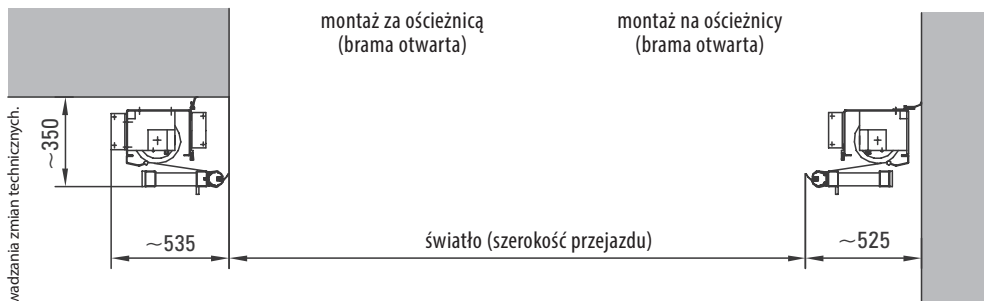 montaż za ościeżnicą
(brama otwarta)
montaż na ościeżnicy
(brama otwarta)
~350
wadzania zmian technicznych.
~535
światło (szerokość przejazdu)
~525